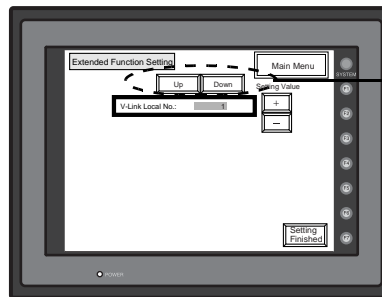 Extended Function Setting
Main Menu
SYSTEM
Up Down Setting Value
F1
V-Link Local No.: 1 +
F2
−
F3
F4
F5
F6
Setting
Finished
F7
POWER